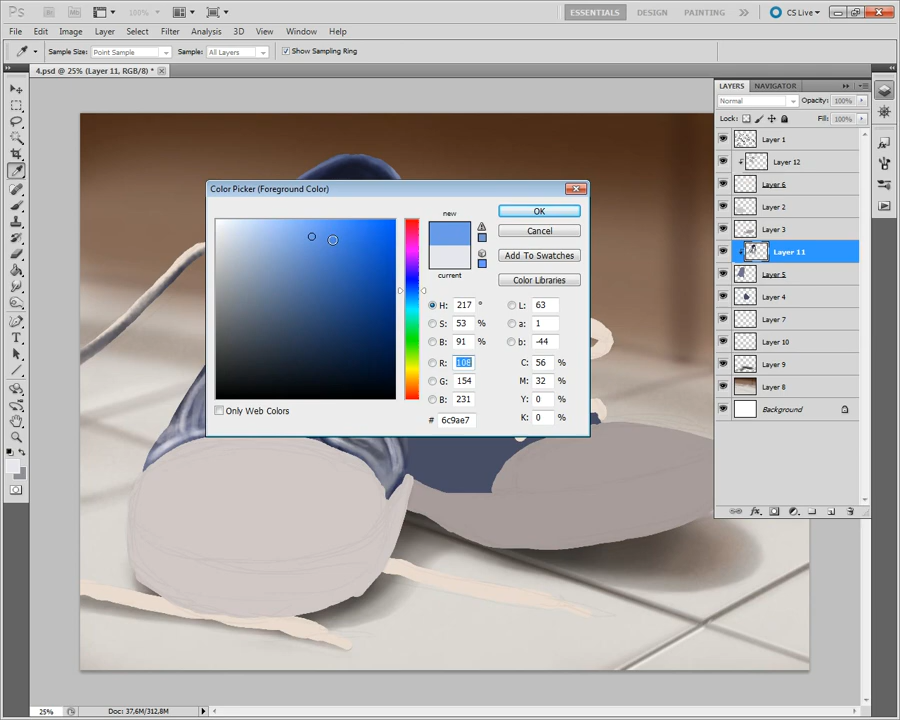 Ps Br Mb 100% ESSENTIALS DESIGN PAINTING CS Live
File Edit Image Layer Select Filter Analysis 3D View Window Help
Sample Size: Point Sample Sample: All Layers Show Sampling Ring
4.psd @ 25% (Layer 11, RGB/8) *
LAYERS NAVIGATOR
Normal Opacity: 100%
Lock: Fill: 100%
Layer 1
Layer 12
Layer 6
Layer 2
Layer 3
Layer 11
Layer 5
Layer 4
Layer 7
Layer 10
Layer 9
Layer 8
Background
fx
Color Picker (Foreground Color)
new
current
OK
Cancel
Add To Swatches
Color Libraries
H: 217 ° L: 63
S: 53 % a: 1
B: 91 % b: -44
R: 108 C: 56 %
G: 154 M: 32 %
B: 231 Y: 0 %
# 6c9ae7 K: 0 %
Only Web Colors
25% Doc: 37,6M/312,8M